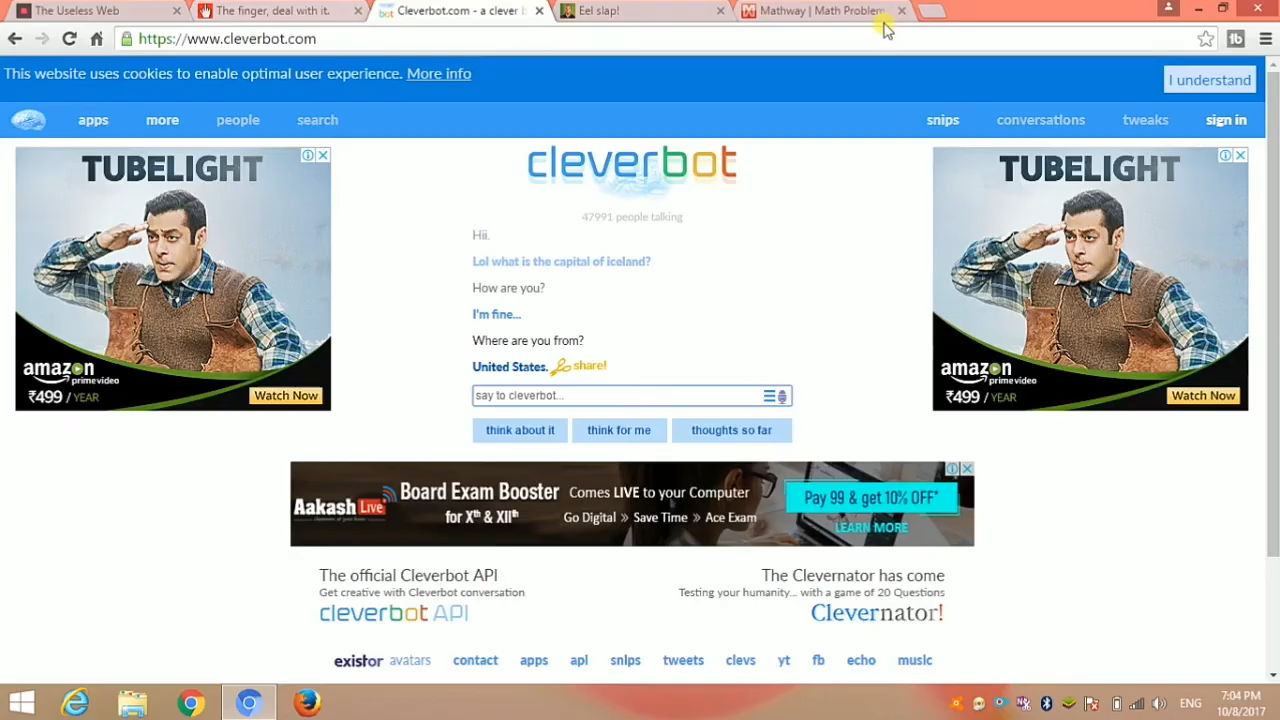 The Useless Web
The finger, deal with it.
Cleverbot.com - a clever b
Eel slap!
Mathway | Math Problem
https://www.cleverbot.com
This website uses cookies to enable optimal user experience. More info
I understand
apps more people search
snips conversations tweaks sign in
TUBELIGHT
amazon prime video
₹499 / YEAR
Watch Now
cleverbot
47991 people talking
Hii.
Lol what is the capital of iceland?
How are you?
I'm fine...
Where are you from?
United States. share!
say to cleverbot...
think about it think for me thoughts so far
TUBELIGHT
amazon prime video
₹499 / YEAR
Watch Now
Aakash Live
Board Exam Booster
for Xth & XIIth
Comes LIVE to your Computer
Go Digital » Save Time » Ace Exam
Pay 99 & get 10% OFF*
LEARN MORE
The official Cleverbot API
Get creative with Cleverbot conversation
cleverbot API
The Clevernator has come
Testing your humanity... with a game of 20 Questions
Clevernator!
existor avatars contact apps api snips tweets clevs yt fb echo music
ENG
7:04 PM
10/8/2017